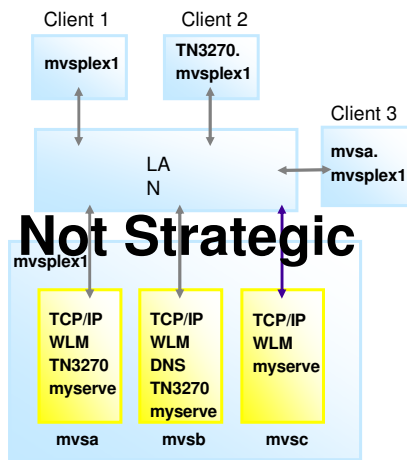 Client 1
Client 2
mvsplex1
TN3270.
mvsplex1
Client 3
mvsa.
mvsplex1
LA
N
Not Strategic
mvsplex1
TCP/IP
WLM
TN3270
myserve
TCP/IP
WLM
DNS
TN3270
myserve
TCP/IP
WLM
myserve
mvsa
mvsb
mvsc